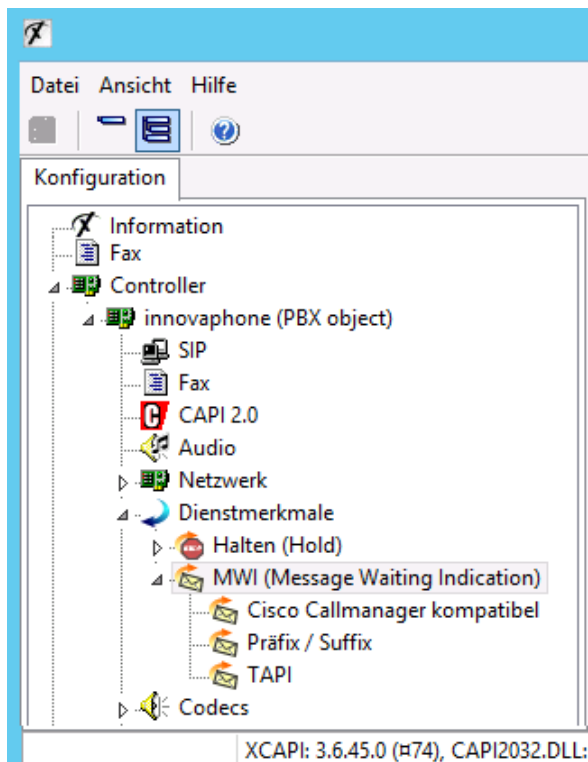 Datei Ansicht Hilfe
Konfiguration
Information
Fax
Controller
innovaphone (PBX object)
SIP
Fax
CAPI 2.0
Audio
Netzwerk
Dienstmerkmale
Halten (Hold)
MWI (Message Waiting Indication)
Cisco Callmanager kompatibel
Präfix / Suffix
TAPI
Codecs
XCAPI: 3.6.45.0 (¤74), CAPI2032.DLL: